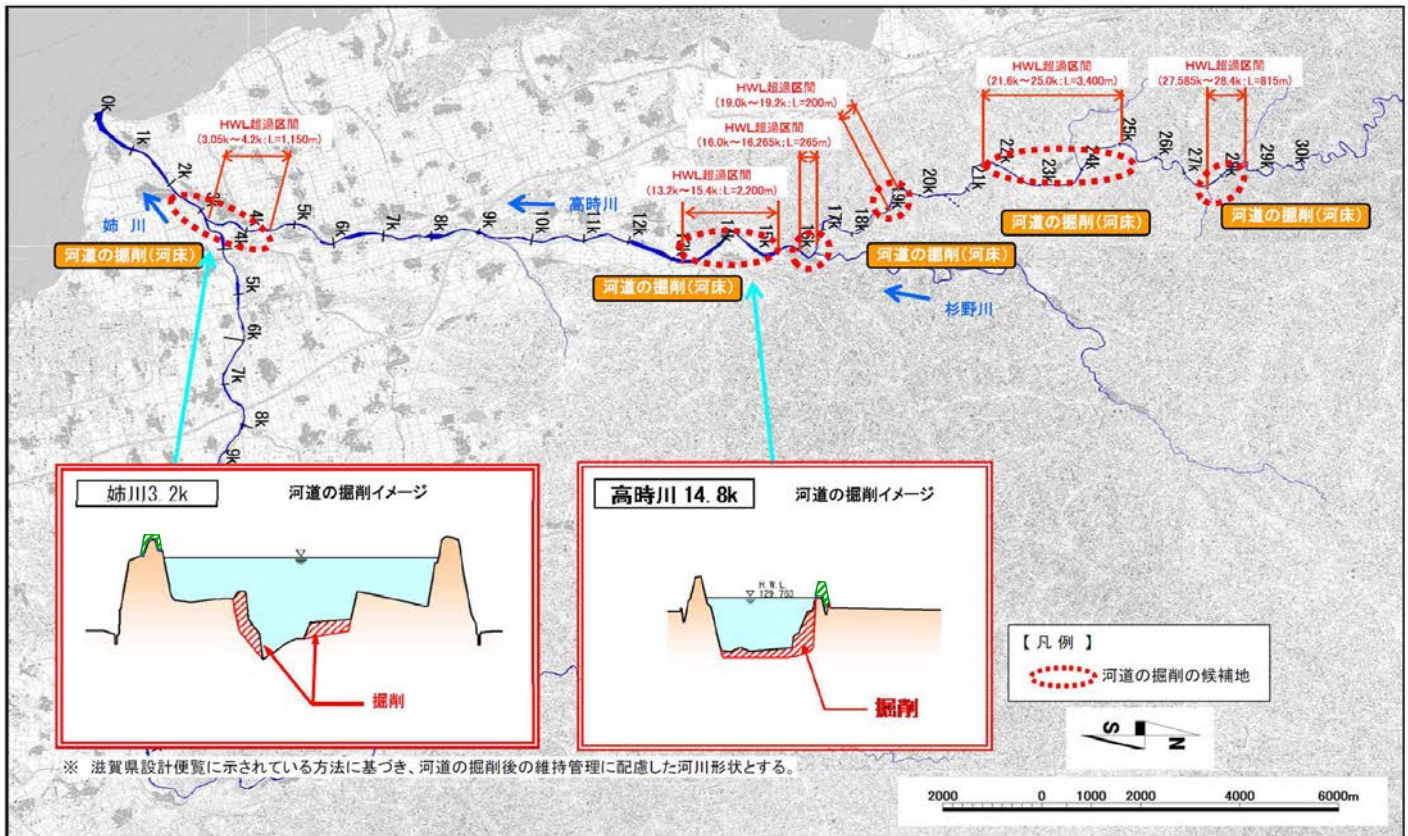 HWL超過区間
(21.6k~25.0k:L=3,400m)
HWL超過区間
(27.585k~28.4k:L=815m)
HWL超過区間
(19.0k~19.2k:L=200m)
HWL超過区間
(3.05k~4.2k:L=1,150m)
HWL超過区間
(16.0k~16.265k:L=265m)
HWL超過区間
(13.2k~15.4k:L=2,200m)
0k
1k
2k
3k
4k
5k
6k
7k
8k
9k
10k
11k
12k
13k
14k
15k
16k
17k
18k
19k
20k
21k
22k
23k
24k
25k
26k
27k
28k
29k
30k
4k
5k
6k
7k
8k
9k
姉川
高時川
杉野川
河道の掘削(河床)
河道の掘削(河床)
河道の掘削(河床)
河道の掘削(河床)
河道の掘削(河床)
姉川3.2k
河道の掘削イメージ
掘削
高時川 14.8k
河道の掘削イメージ
H.W.L.
129.753
掘削
【凡例】
河道の掘削の候補地
S
N
※ 滋賀県設計便覧に示されている方法に基づき、河道の掘削後の維持管理に配慮した河川形状とする。
2000 0 1000 2000 4000 6000m